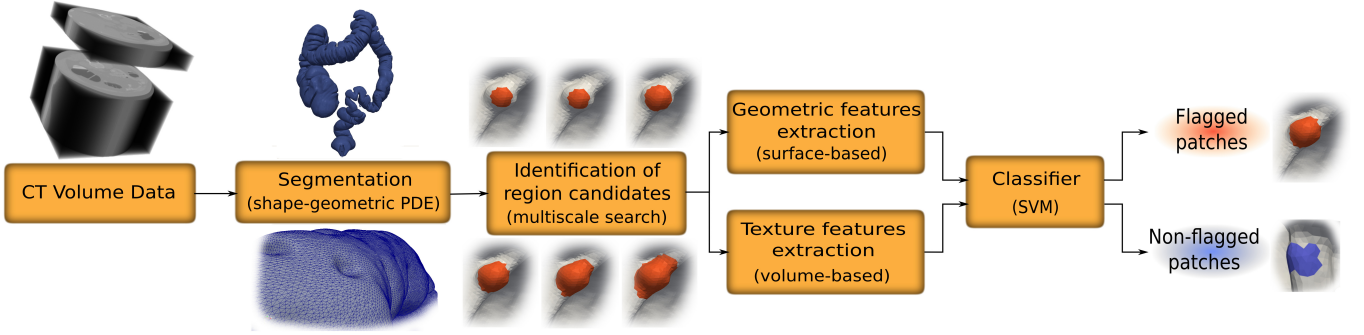 CT Volume Data
Segmentation
(shape-geometric PDE)
Identification of
region candidates
(multiscale search)
Geometric features
extraction
(surface-based)
Texture features
extraction
(volume-based)
Classifier
(SVM)
Flagged
patches
Non-flagged
patches